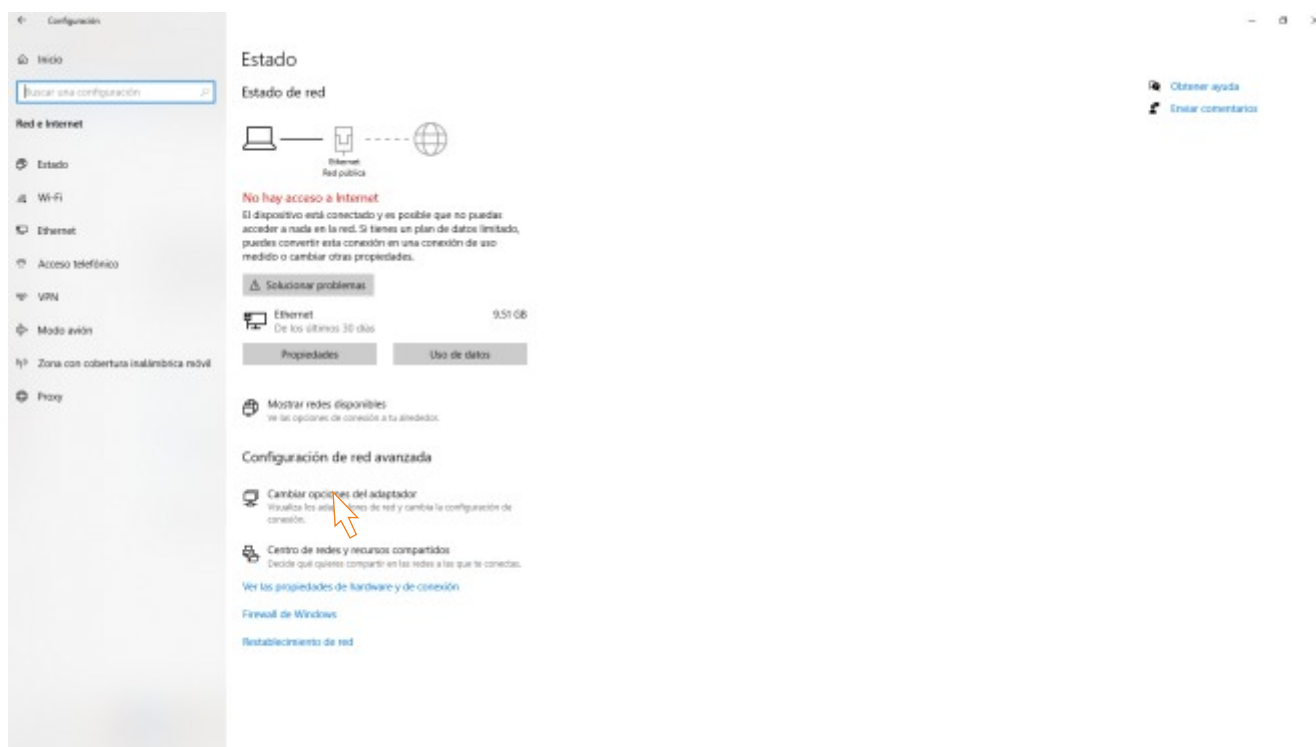 Configuración
Inicio
Buscar una configuración
Red e Internet
Estado
Wi-Fi
Ethernet
Acceso telefónico
VPN
Modo avión
Zona con cobertura inalámbrica móvil
Proxy
Estado
Estado de red
Ethernet
Red pública
No hay acceso a Internet
El dispositivo está conectado y es posible que no puedas
acceder a nada en la red. Si tienes un plan de datos limitado,
puedes convertir esta conexión en una conexión de uso
medido o cambiar otras propiedades.
Solucionar problemas
Ethernet 9.51 GB
De los últimos 30 días
Propiedades Uso de datos
Mostrar redes disponibles
Ve las opciones de conexión a tu alrededor.
Configuración de red avanzada
Cambiar opciones del adaptador
Visualiza los adaptadores de red y cambia la configuración de
conexión.
Centro de redes y recursos compartidos
Decide qué quieres compartir en las redes a las que te conectas.
Ver las propiedades de hardware y de conexión
Firewall de Windows
Restablecimiento de red
Obtener ayuda
Enviar comentarios